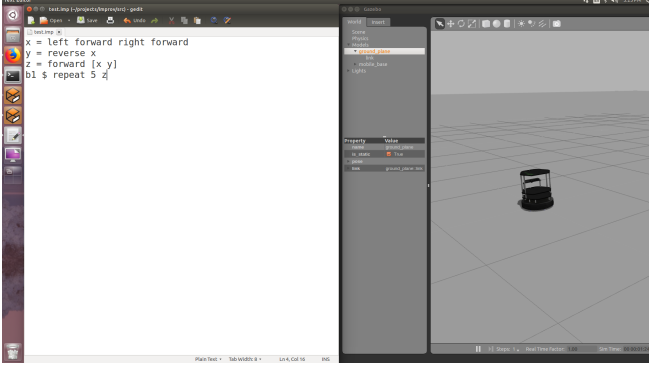 Open
Save
Undo
test.imp (~/projects/improv/src) - gedit
test.imp
x = left forward right forward
y = reverse x
z = forward [x y]
b1 $ repeat 5 z
Plain Text
Tab Width: 8
Ln 4, Col 16
INS
Gazebo
World
Insert
Scene
Physics
Models
ground_plane
link
mobile_base
Lights
Property
Value
name
ground_plane
is_static
True
pose
link
ground_plane::link
Steps:
Real Time Factor:
Sim Time: